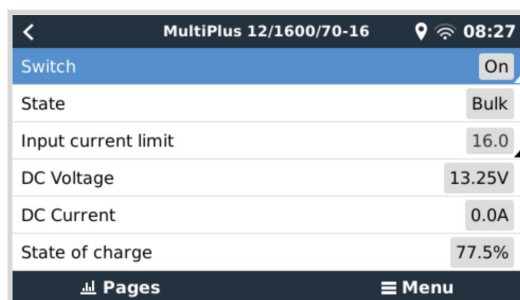 MultiPlus 12/1600/70-16 08:27
Switch On
State Bulk
Input current limit 16.0
DC Voltage 13.25V
DC Current 0.0A
State of charge 77.5%
Pages Menu